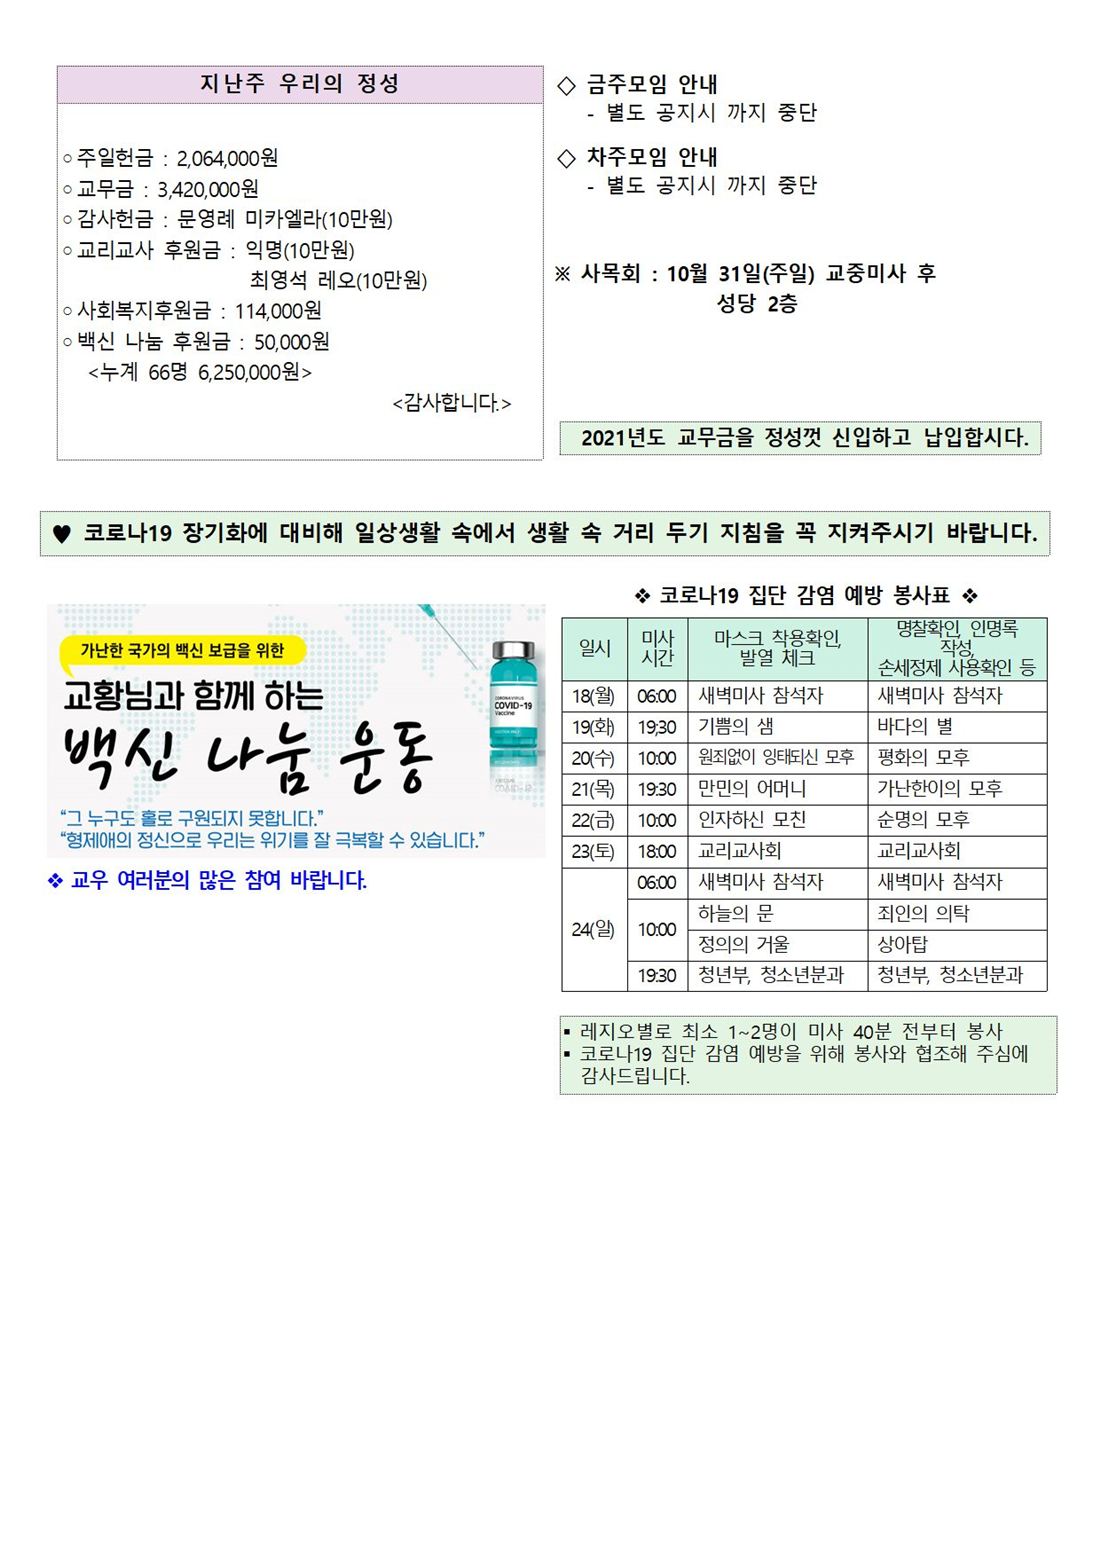 지난주 우리의 정성
○ 주일헌금 : 2,064,000원
○ 교무금 : 3,420,000원
○ 감사헌금 : 문영례 미카엘라(10만원)
○ 교리교사 후원금 : 익명(10만원)
최영석 레오(10만원)
○ 사회복지후원금 : 114,000원
○ 백신 나눔 후원금 : 50,000원
<누계 66명 6,250,000원>
<감사합니다.>
◇ 금주모임 안내
- 별도 공지시 까지 중단
◇ 차주모임 안내
- 별도 공지시 까지 중단
※ 사목회 : 10월 31일(주일) 교중미사 후
성당 2층
2021년도 교무금을 정성껏 신입하고 납입합시다.
♥ 코로나19 장기화에 대비해 일상생활 속에서 생활 속 거리 두기 지침을 꼭 지켜주시기 바랍니다.
가난한 국가의 백신 보급을 위한
교황님과 함께 하는
백신 나눔 운동
“그 누구도 홀로 구원되지 못합니다.”
“형제애의 정신으로 우리는 위기를 잘 극복할 수 있습니다.”
CORONAVIRUS
COVID-19
Vaccine
❖ 교우 여러분의 많은 참여 바랍니다.
❖ 코로나19 집단 감염 예방 봉사표 ❖
일시 미사시간 마스크 착용확인, 발열 체크 명찰확인, 인명록 작성, 손세정제 사용확인 등
18(월) 06:00 새벽미사 참석자 새벽미사 참석자
19(화) 19;30 기쁨의 샘 바다의 별
20(수) 10:00 원죄없이 잉태되신 모후 평화의 모후
21(목) 19:30 만민의 어머니 가난한이의 모후
22(금) 10:00 인자하신 모친 순명의 모후
23(토) 18:00 교리교사회 교리교사회
24(일) 06:00 새벽미사 참석자 새벽미사 참석자
10:00 하늘의 문 죄인의 의탁
정의의 거울 상아탑
19:30 청년부, 청소년분과 청년부, 청소년분과
▪ 레지오별로 최소 1~2명이 미사 40분 전부터 봉사
▪ 코로나19 집단 감염 예방을 위해 봉사와 협조해 주심에
감사드립니다.